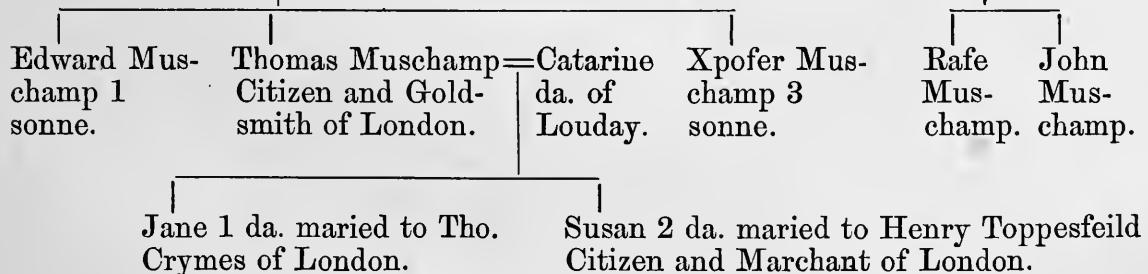 Edward Mus-
champ 1
sonne.
Thomas Muschamp=Catarine
Citizen and Gold-
smith of London.
da. of
Louday.
Xpofer Mus-
champ 3
sonne.
Rafe
Mus-
champ.
John
Mus-
champ.
Jane 1 da. maried to Tho.
Crymes of London.
Susan 2 da. maried to Henry Toppesfeild
Citizen and Marchant of London.